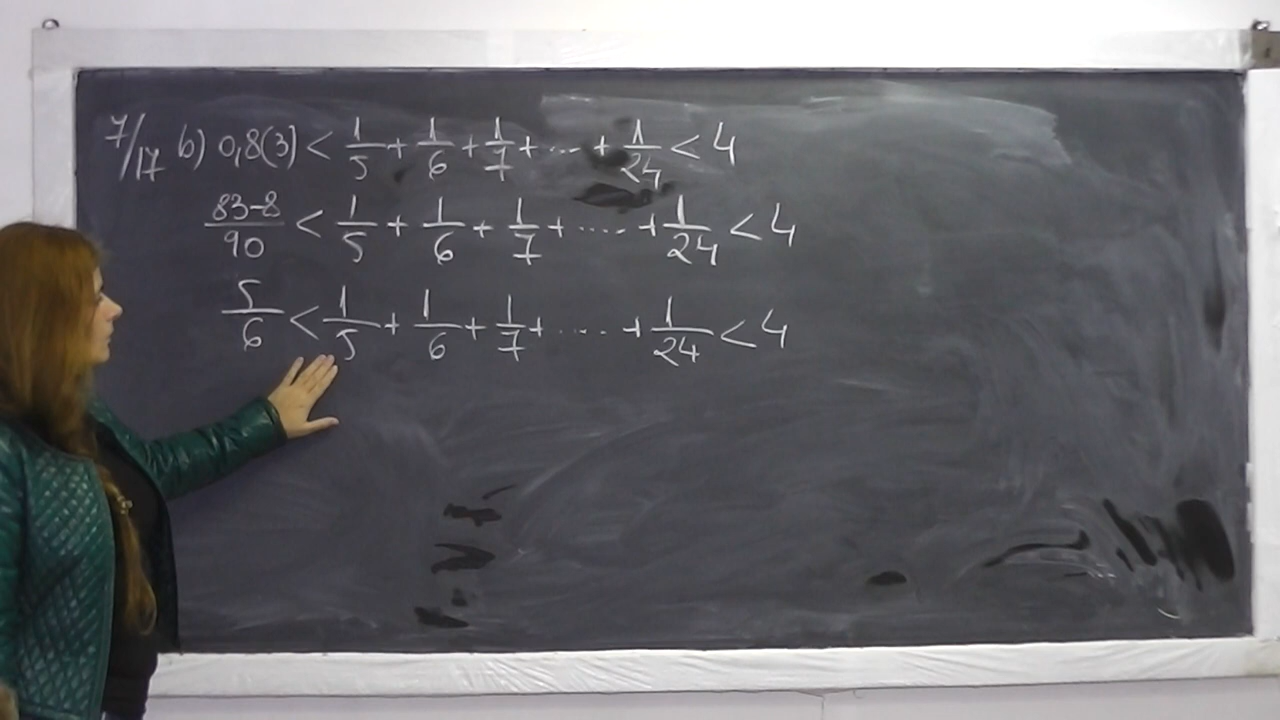 7/17 b) 0,8(3) < 1/5 + 1/6 + 1/7 + ... + 1/24 < 4
83-8/90 < 1/5 + 1/6 + 1/7 + ..... + 1/24 < 4
5/6 < 1/5 + 1/6 + 1/7 + ..... + 1/24 < 4